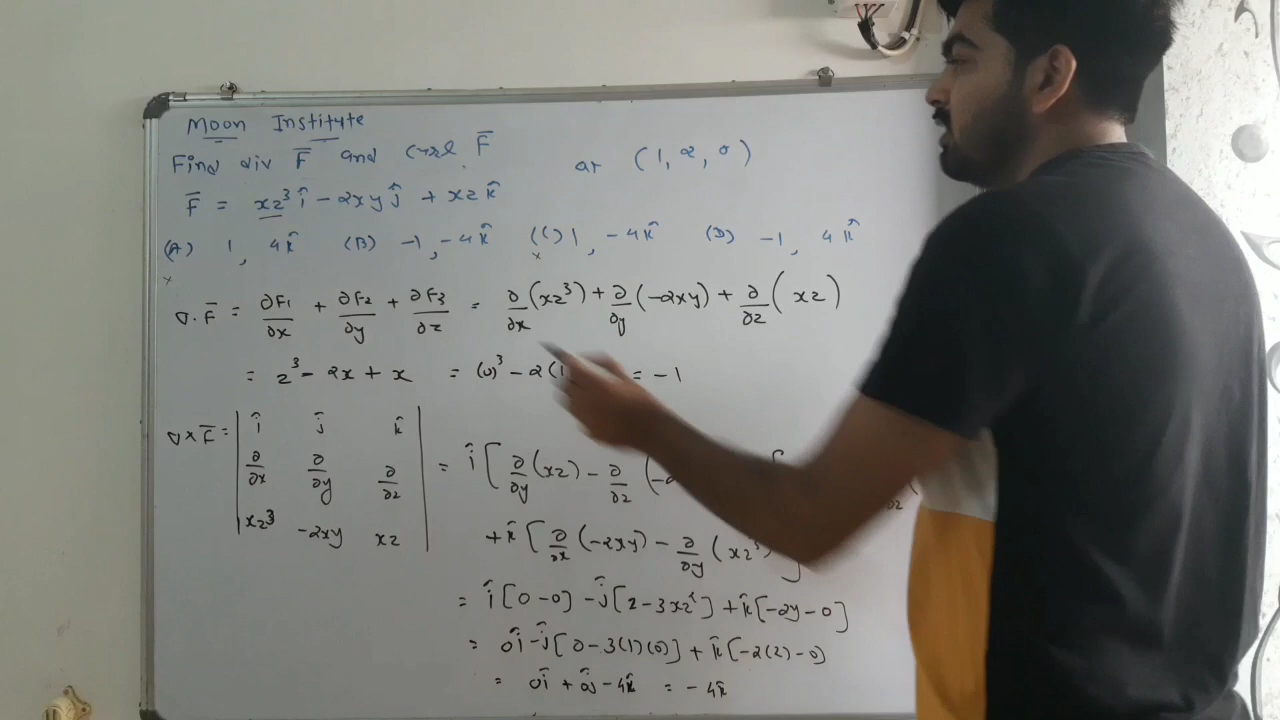 Moon Institute
Find div F̄ and curl F̄ at (1, 2, 0)
F̄ = xz³ î - 2xy ĵ + xz k̂
(A) 1, 4k̂ (B) -1, -4k̂ (C) 1, -4k̂ (D) -1, 4k̂
∇·F̄ = ∂F₁/∂x + ∂F₂/∂y + ∂F₃/∂z = ∂/∂x (xz³) + ∂/∂y (-2xy) + ∂/∂z (xz)
= z³ - 2x + x = (0)³ - 2(1 = -1
∇×F̄ = | î ĵ k̂ |
| ∂/∂x ∂/∂y ∂/∂z |
| xz³ -2xy xz |
= î [ ∂/∂y (xz) - ∂/∂z (-2 ∂z
+ k̂ [ ∂/∂x (-2xy) - ∂/∂y (xz³) ]
= î[0-0] - ĵ[z - 3xz²] + k̂[-2y-0]
= 0î - ĵ[0 - 3(1)(0)] + k̂[-2(2)-0]
= 0î + 0ĵ - 4k̂ = -4k̂